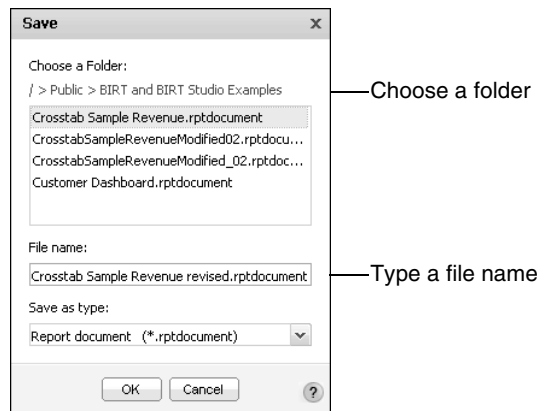 Save
x
Choose a Folder:
/ > Public > BIRT and BIRT Studio Examples
Choose a folder
Crosstab Sample Revenue.rptdocument
CrosstabSampleRevenueModified02.rptdocu...
CrosstabSampleRevenueModified_02.rptdoc...
Customer Dashboard.rptdocument
File name:
Crosstab Sample Revenue revised.rptdocument
Type a file name
Save as type:
Report document (*.rptdocument)
OK
Cancel
?